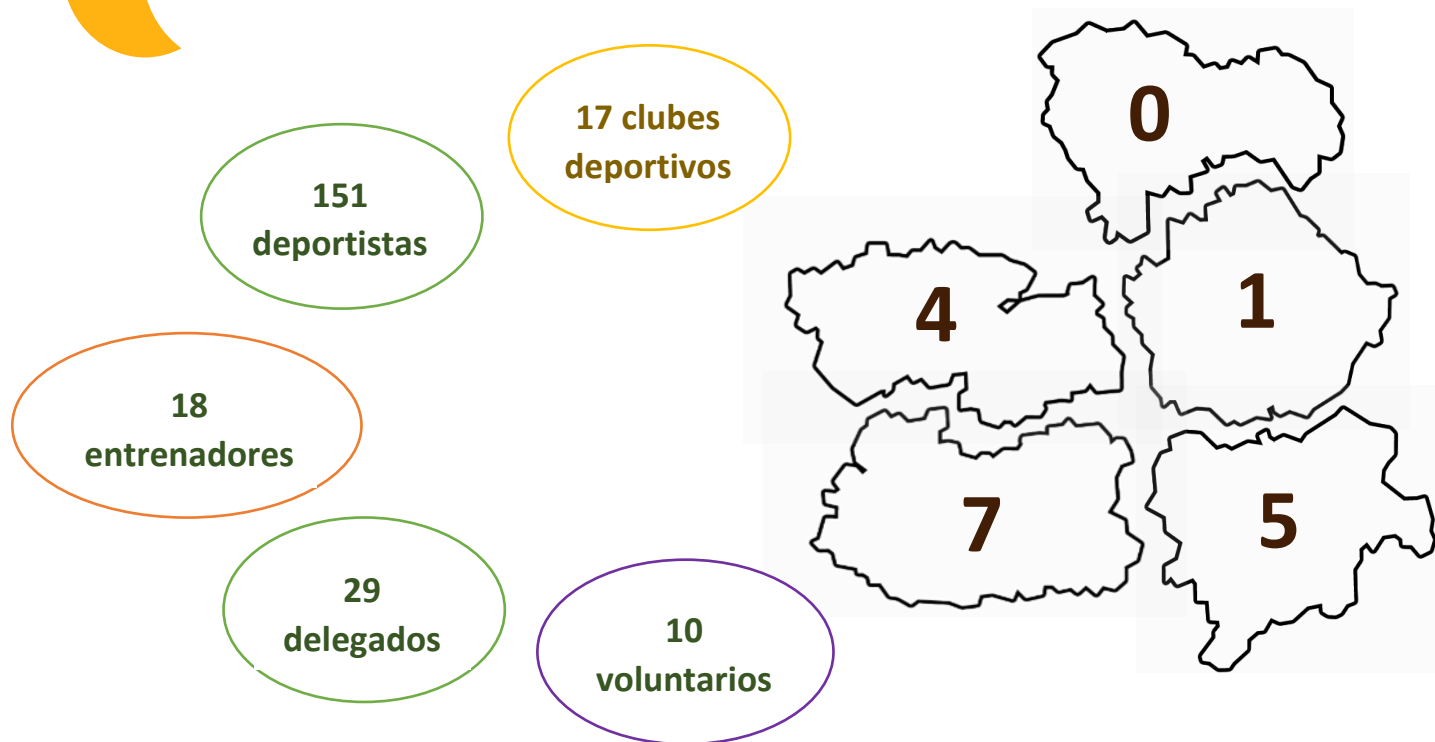 17 clubes
deportivos
151
deportistas
18
entrenadores
29
delegados
10
voluntarios
0
4
1
7
5